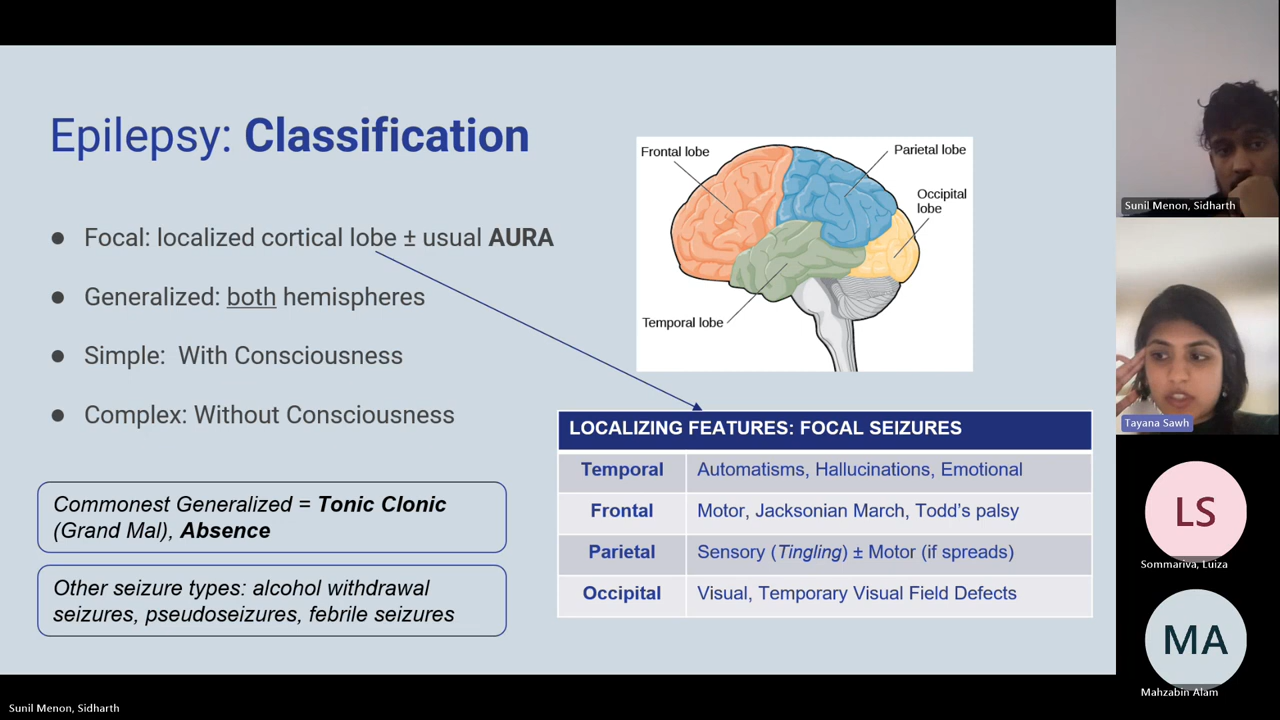 Epilepsy: Classification
● Focal: localized cortical lobe ± usual AURA
● Generalized: both hemispheres
● Simple: With Consciousness
● Complex: Without Consciousness
Commonest Generalized = Tonic Clonic
(Grand Mal), Absence
Other seizure types: alcohol withdrawal
seizures, pseudoseizures, febrile seizures
Frontal lobe
Parietal lobe
Occipital
lobe
Temporal lobe
LOCALIZING FEATURES: FOCAL SEIZURES
Temporal Automatisms, Hallucinations, Emotional
Frontal Motor, Jacksonian March, Todd's palsy
Parietal Sensory (Tingling) ± Motor (if spreads)
Occipital Visual, Temporary Visual Field Defects
Sunil Menon, Sidharth
Tayana Sawh
LS
Sommariva, Luiza
MA
Mahzabin Alam
Sunil Menon, Sidharth